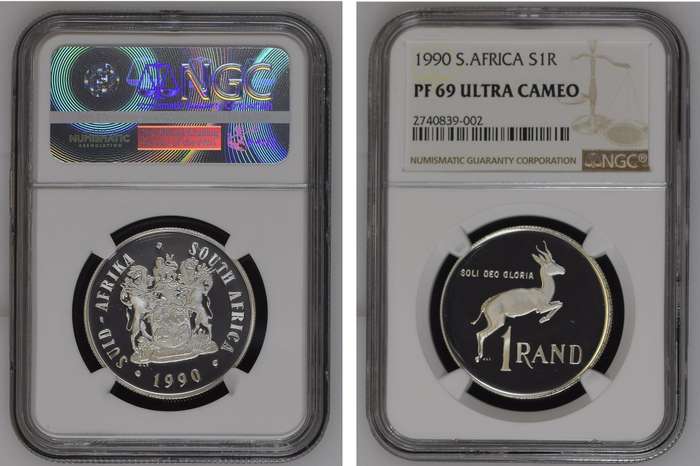 NGC
NUMISMATIC
ASSOCIATION
SUID-AFRIKA SOUTH AFRICA
1990
1990 S.AFRICA S1R
PF 69 ULTRA CAMEO
2740839-002
NUMISMATIC GUARANTY CORPORATION NGC®
SOLI DEO GLORIA
1 RAND